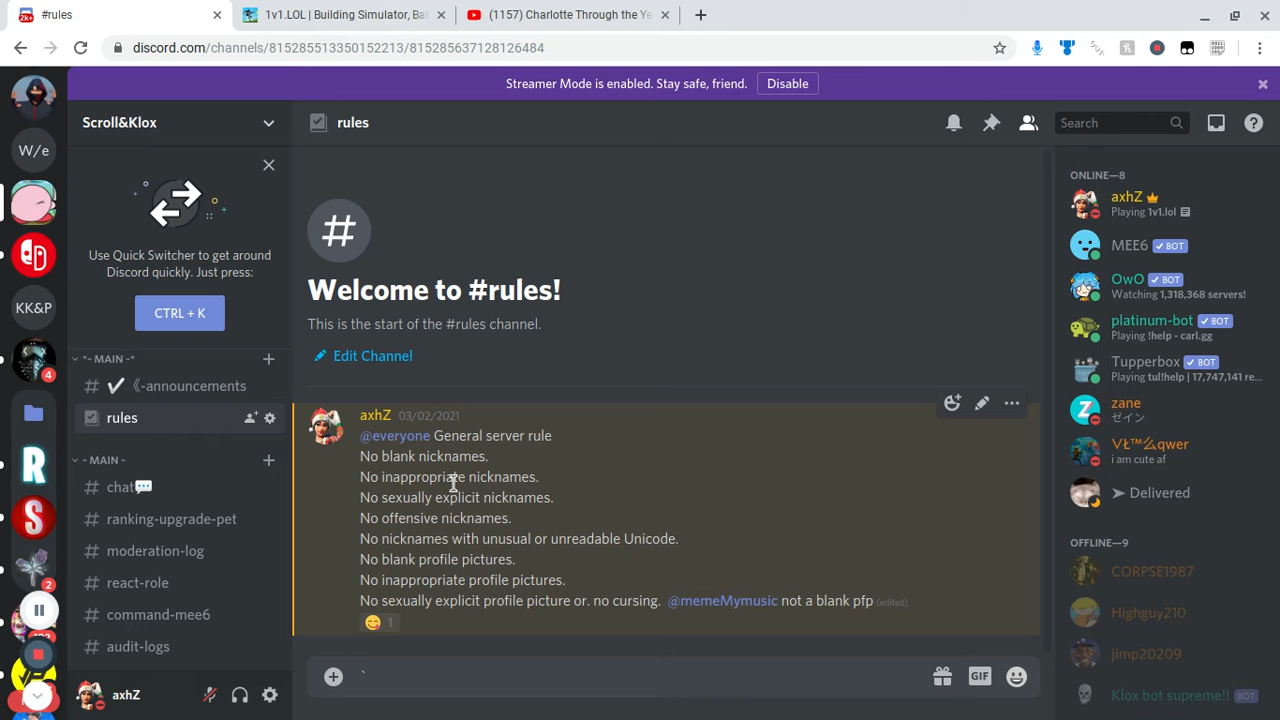 #rules
1v1.LOL | Building Simulator, Bat
(1157) Charlotte Through the Ye
discord.com/channels/815285513350152213/815285637128126484
Streamer Mode is enabled. Stay safe, friend. Disable
Scroll&Klox
rules
Search
W/e
KK&P
4
2
Use Quick Switcher to get around
Discord quickly. Just press:
CTRL + K
*- MAIN -*
✔️《-announcements
rules
- MAIN -
chat💬
ranking-upgrade-pet
moderation-log
react-role
command-mee6
audit-logs
axhZ
Welcome to #rules!
This is the start of the #rules channel.
Edit Channel
axhZ 03/02/2021
@everyone General server rule
No blank nicknames.
No inappropriate nicknames.
No sexually explicit nicknames.
No offensive nicknames.
No nicknames with unusual or unreadable Unicode.
No blank profile pictures.
No inappropriate profile pictures.
No sexually explicit profile picture or. no cursing. @memeMymusic not a blank pfp (edited)
😋 1
`
GIF
ONLINE—8
axhZ
Playing 1v1.lol
MEE6 ✔ BOT
OwO ✔ BOT
Watching 1,318,368 servers!
platinum-bot ✔ BOT
Playing !help - carl.gg
Tupperbox ✔ BOT
Playing tul!help | 17,747,141 re...
zane
ゼイン
i am cute af
➤ Delivered
OFFLINE—9
CORPSE1987
Highguy210
jimp20209
Klox bot supreme!! BOT